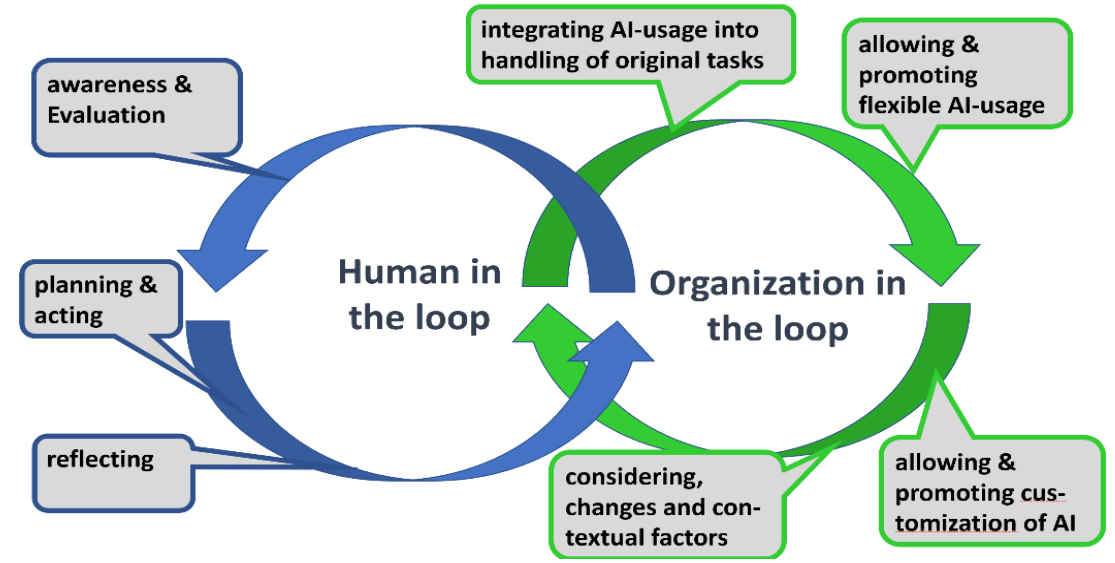 integrating AI-usage into
handling of original tasks
allowing &
promoting
flexible AI-usage
awareness &
Evaluation
Human in
the loop
Organization in
the loop
planning &
acting
reflecting
considering,
changes and con-
textual factors
allowing &
promoting cus-
tomization of AI